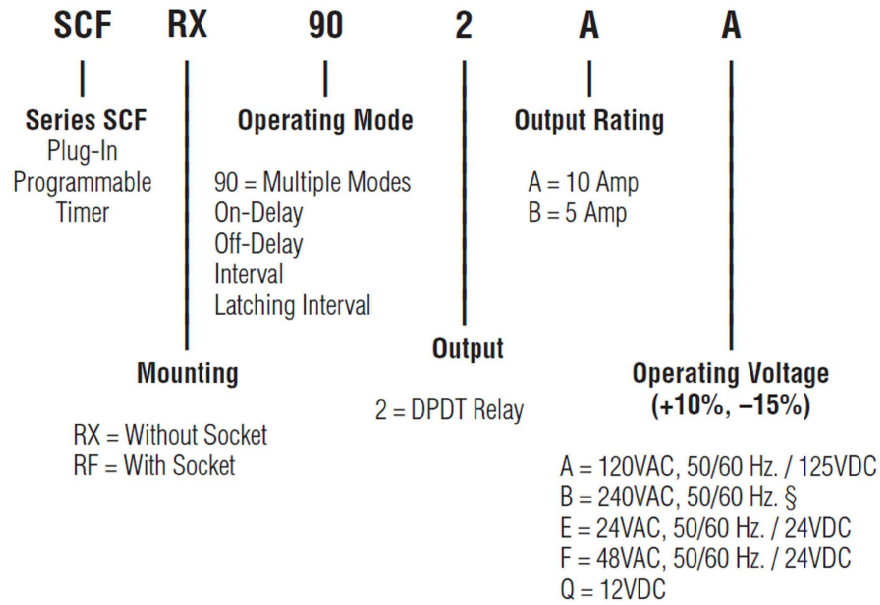 SCF RX 90 2 A A
Series SCF
Plug-In
Programmable
Timer
Operating Mode
90 = Multiple Modes
On-Delay
Off-Delay
Interval
Latching Interval
Output Rating
A = 10 Amp
B = 5 Amp
Mounting
RX = Without Socket
RF = With Socket
Output
2 = DPDT Relay
Operating Voltage
(+10%, –15%)
A = 120VAC, 50/60 Hz. / 125VDC
B = 240VAC, 50/60 Hz. §
E = 24VAC, 50/60 Hz. / 24VDC
F = 48VAC, 50/60 Hz. / 24VDC
Q = 12VDC